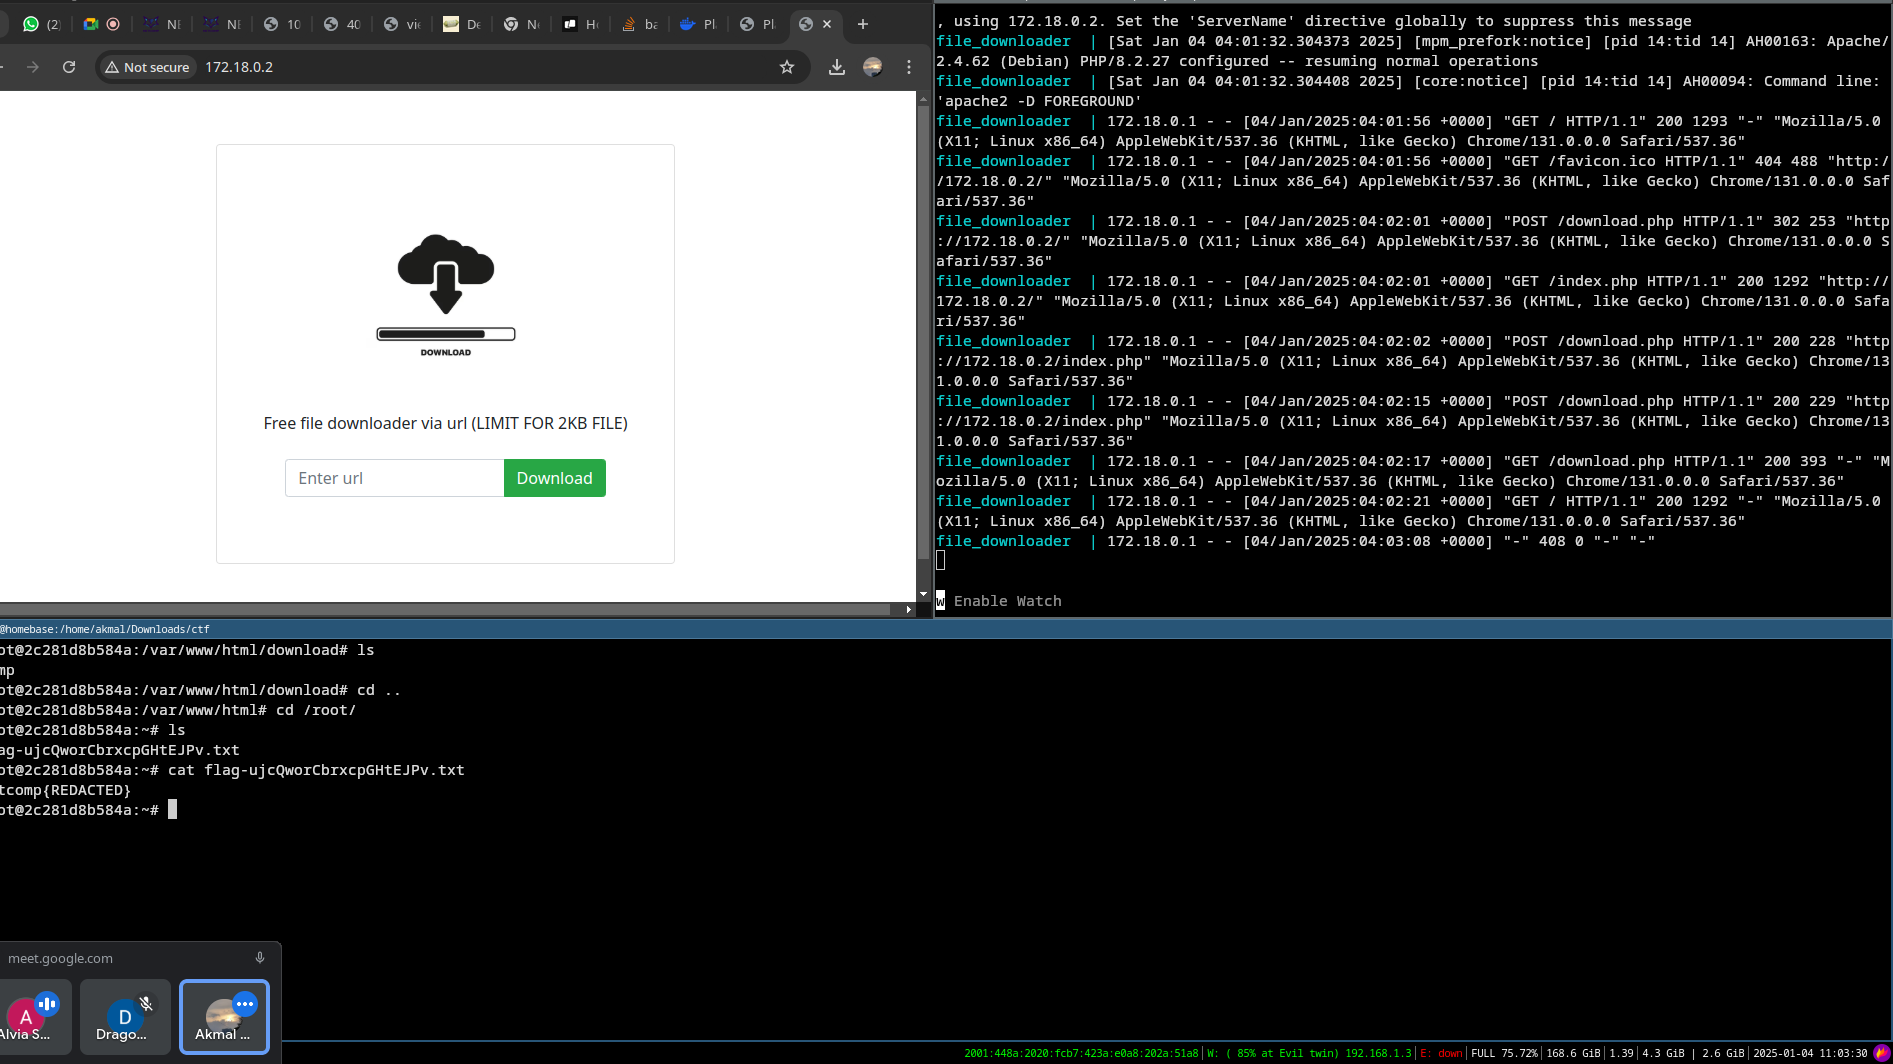 (2)
NE
NE
10
40
vie
De
Ne
Ho
ba
Pl
Pl
Not secure 172.18.0.2
DOWNLOAD
Free file downloader via url (LIMIT FOR 2KB FILE)
Enter url
Download
, using 172.18.0.2. Set the 'ServerName' directive globally to suppress this message
file_downloader | [Sat Jan 04 04:01:32.304373 2025] [mpm_prefork:notice] [pid 14:tid 14] AH00163: Apache/
2.4.62 (Debian) PHP/8.2.27 configured -- resuming normal operations
file_downloader | [Sat Jan 04 04:01:32.304408 2025] [core:notice] [pid 14:tid 14] AH00094: Command line:
'apache2 -D FOREGROUND'
file_downloader | 172.18.0.1 - - [04/Jan/2025:04:01:56 +0000] "GET / HTTP/1.1" 200 1293 "-" "Mozilla/5.0
(X11; Linux x86_64) AppleWebKit/537.36 (KHTML, like Gecko) Chrome/131.0.0.0 Safari/537.36"
file_downloader | 172.18.0.1 - - [04/Jan/2025:04:01:56 +0000] "GET /favicon.ico HTTP/1.1" 404 488 "http:/
/172.18.0.2/" "Mozilla/5.0 (X11; Linux x86_64) AppleWebKit/537.36 (KHTML, like Gecko) Chrome/131.0.0.0 Saf
ari/537.36"
file_downloader | 172.18.0.1 - - [04/Jan/2025:04:02:01 +0000] "POST /download.php HTTP/1.1" 302 253 "http
://172.18.0.2/" "Mozilla/5.0 (X11; Linux x86_64) AppleWebKit/537.36 (KHTML, like Gecko) Chrome/131.0.0.0 S
afari/537.36"
file_downloader | 172.18.0.1 - - [04/Jan/2025:04:02:01 +0000] "GET /index.php HTTP/1.1" 200 1292 "http://
172.18.0.2/" "Mozilla/5.0 (X11; Linux x86_64) AppleWebKit/537.36 (KHTML, like Gecko) Chrome/131.0.0.0 Safa
ri/537.36"
file_downloader | 172.18.0.1 - - [04/Jan/2025:04:02:02 +0000] "POST /download.php HTTP/1.1" 200 228 "http
://172.18.0.2/index.php" "Mozilla/5.0 (X11; Linux x86_64) AppleWebKit/537.36 (KHTML, like Gecko) Chrome/13
1.0.0.0 Safari/537.36"
file_downloader | 172.18.0.1 - - [04/Jan/2025:04:02:15 +0000] "POST /download.php HTTP/1.1" 200 229 "http
://172.18.0.2/index.php" "Mozilla/5.0 (X11; Linux x86_64) AppleWebKit/537.36 (KHTML, like Gecko) Chrome/13
1.0.0.0 Safari/537.36"
file_downloader | 172.18.0.1 - - [04/Jan/2025:04:02:17 +0000] "GET /download.php HTTP/1.1" 200 393 "-" "M
ozilla/5.0 (X11; Linux x86_64) AppleWebKit/537.36 (KHTML, like Gecko) Chrome/131.0.0.0 Safari/537.36"
file_downloader | 172.18.0.1 - - [04/Jan/2025:04:02:21 +0000] "GET / HTTP/1.1" 200 1292 "-" "Mozilla/5.0
(X11; Linux x86_64) AppleWebKit/537.36 (KHTML, like Gecko) Chrome/131.0.0.0 Safari/537.36"
file_downloader | 172.18.0.1 - - [04/Jan/2025:04:03:08 +0000] "-" 408 0 "-" "-"
w Enable Watch
@homebase:/home/akmal/Downloads/ctf
ot@2c281d8b584a:/var/www/html/download# ls
mp
ot@2c281d8b584a:/var/www/html/download# cd ..
ot@2c281d8b584a:/var/www/html# cd /root/
ot@2c281d8b584a:~# ls
ag-ujcQworCbrxcpGHtEJPv.txt
ot@2c281d8b584a:~# cat flag-ujcQworCbrxcpGHtEJPv.txt
tcomp{REDACTED}
ot@2c281d8b584a:~#
meet.google.com
A
Alvia S...
D
Drago...
Akmal ...
2001:448a:2020:fcb7:423a:e0a8:202a:51a8 | W: ( 85% at Evil twin) 192.168.1.3 | E: down | FULL 75.72% | 168.6 GiB | 1.39 | 4.3 GiB | 2.6 GiB | 2025-01-04 11:03:30